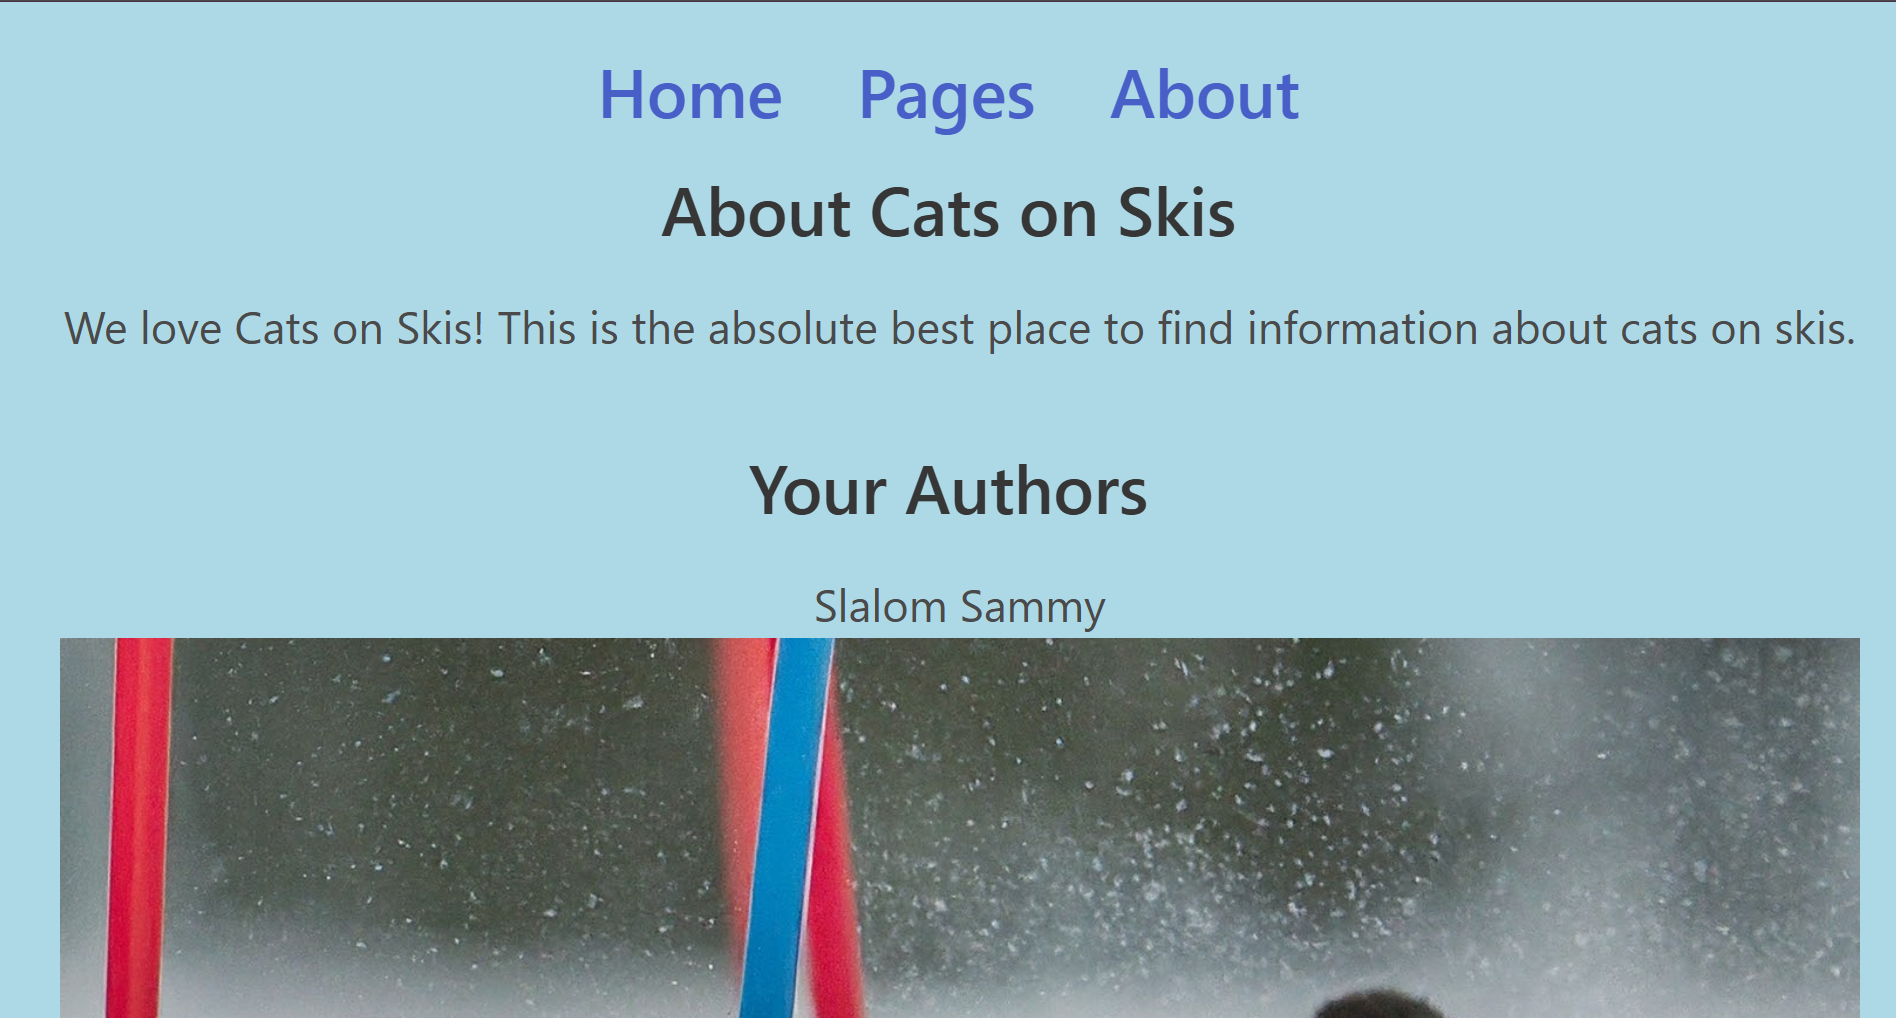 Home Pages About
About Cats on Skis
We love Cats on Skis! This is the absolute best place to find information about cats on skis.
Your Authors
Slalom Sammy